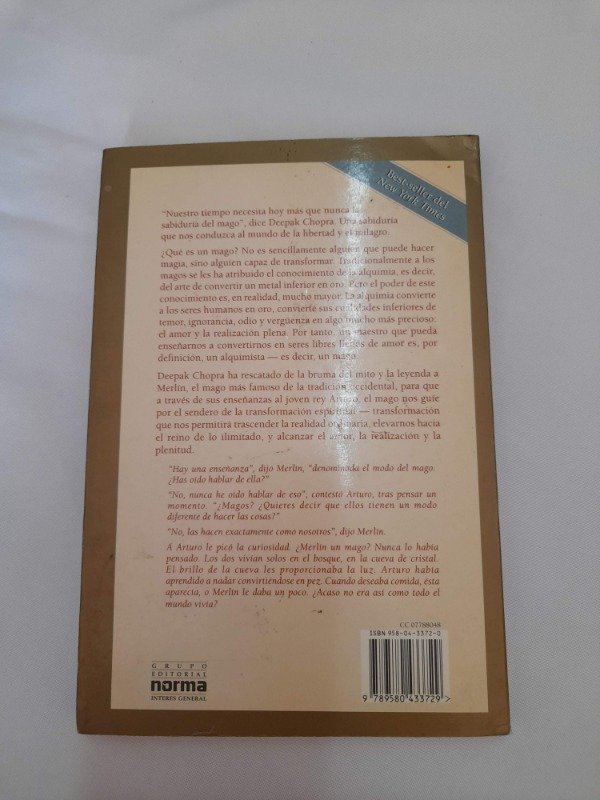 Best-seller del
New York Times
"Nuestro tiempo necesita hoy más que nunca la
sabiduría del mago", dice Deepak Chopra. Una sabiduría
que nos conduzca al mundo de la libertad y el milagro.
¿Qué es un mago? No es sencillamente alguien que puede hacer
magia, sino alguien capaz de transformar. Tradicionalmente a los
magos se les ha atribuido el conocimiento de la alquimia, es decir,
del arte de convertir un metal inferior en oro. Pero el poder de este
conocimiento es, en realidad, mucho mayor. La alquimia convierte
a los seres humanos en oro, convierte sus cualidades inferiores de
temor, ignorancia, odio y vergüenza en algo mucho más precioso:
el amor y la realización plena. Por tanto, un maestro que pueda
enseñarnos a convertirnos en seres libres llenos de amor es, por
definición, un alquimista — es decir, un mago.
Deepak Chopra ha rescatado de la bruma del mito y la leyenda a
Merlín, el mago más famoso de la tradición occidental, para que
a través de sus enseñanzas al joven rey Arturo, el mago nos guíe
por el sendero de la transformación espiritual — transformación
que nos permitirá trascender la realidad ordinaria, elevarnos hacia
el reino de lo ilimitado, y alcanzar el amor, la realización y la
plenitud.
"Hay una enseñanza", dijo Merlín, "denominada el modo del mago.
¿Has oído hablar de ella?"
"No, nunca he oído hablar de eso", contestó Arturo, tras pensar un
momento. "¿Magos? ¿Quieres decir que ellos tienen un modo
diferente de hacer las cosas?"
"No, las hacen exactamente como nosotros", dijo Merlín.
A Arturo le picó la curiosidad. ¿Merlín un mago? Nunca lo había
pensado. Los dos vivían solos en el bosque, en la cueva de cristal.
El brillo de la cueva les proporcionaba la luz. Arturo había
aprendido a nadar convirtiéndose en pez. Cuando deseaba comida, ésta
aparecía, o Merlín le daba un poco. ¿Acaso no era así como todo el
mundo vivía?
CC 07788048
ISBN 958-04-3372-0
9 789580 433729 >
GRUPO
EDITORIAL
norma
INTERES GENERAL